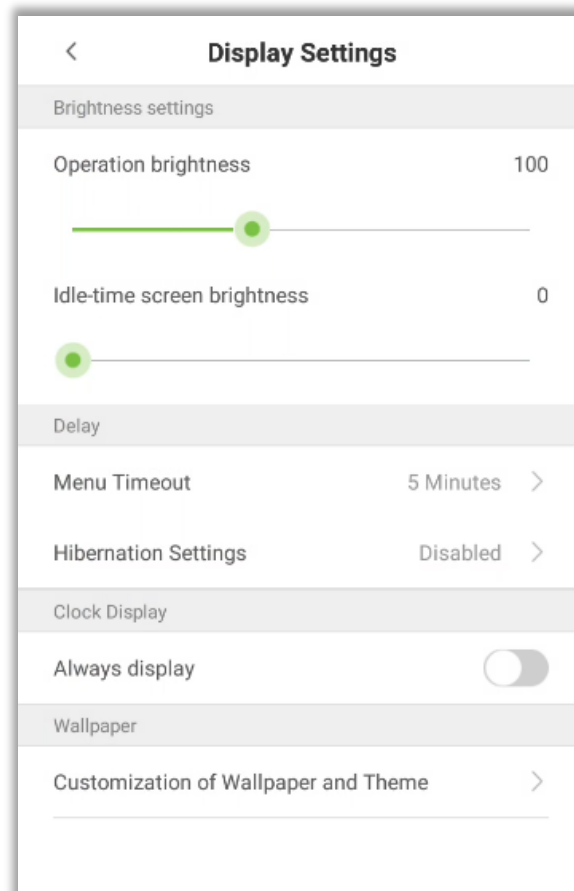 Display Settings
Brightness settings
Operation brightness 100
Idle-time screen brightness 0
Delay
Menu Timeout 5 Minutes
Hibernation Settings Disabled
Clock Display
Always display
Wallpaper
Customization of Wallpaper and Theme